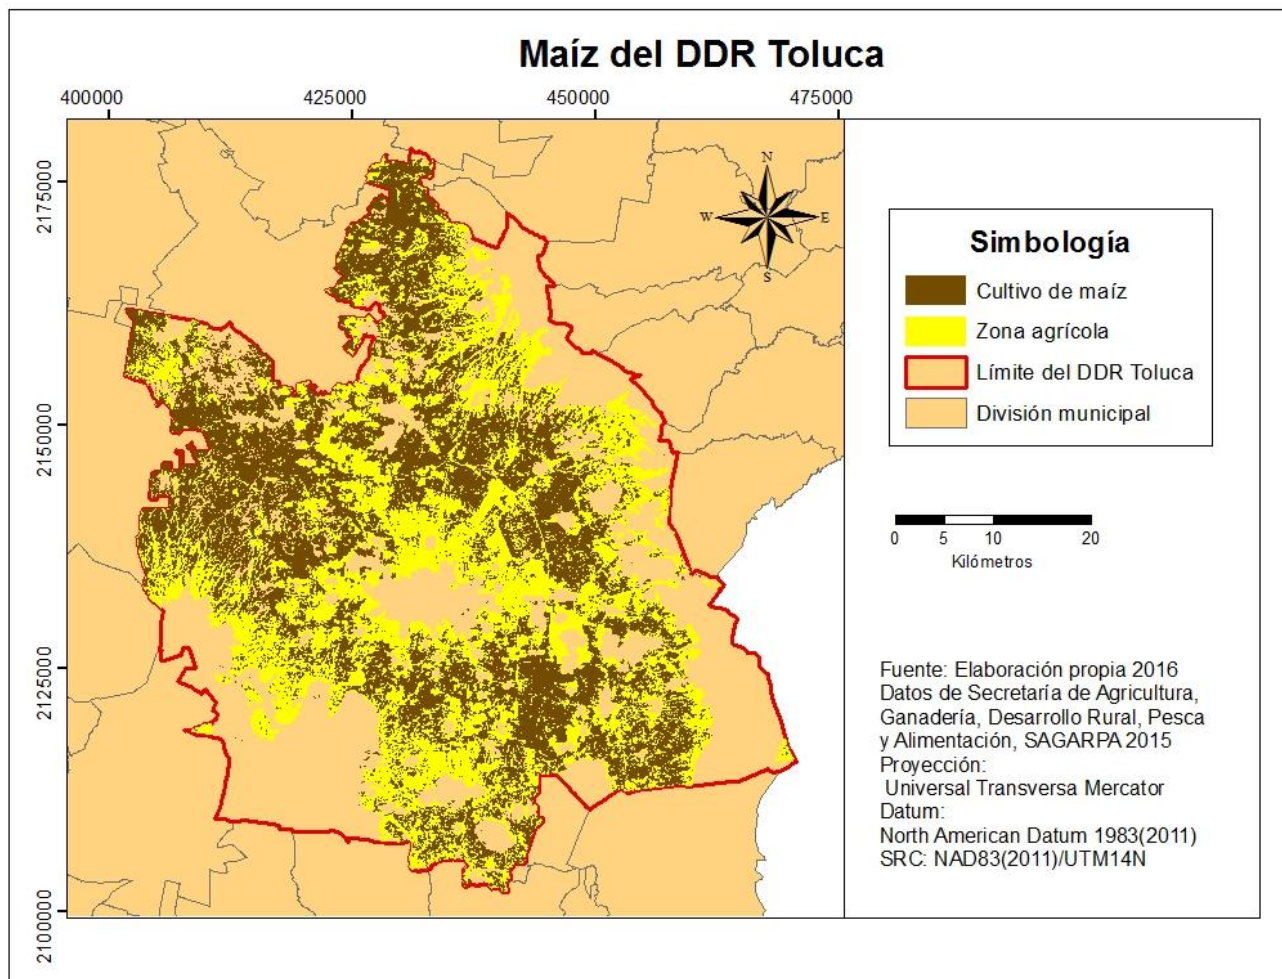 Maíz del DDR Toluca
400000 425000 450000 475000
2175000
2150000
2125000
2100000
N
W E
S
Simbología
Cultivo de maíz
Zona agrícola
Límite del DDR Toluca
División municipal
0 5 10 20
Kilómetros
Fuente: Elaboración propia 2016
Datos de Secretaría de Agricultura,
Ganadería, Desarrollo Rural, Pesca
y Alimentación, SAGARPA 2015
Proyección:
Universal Transversa Mercator
Datum:
North American Datum 1983(2011)
SRC: NAD83(2011)/UTM14N